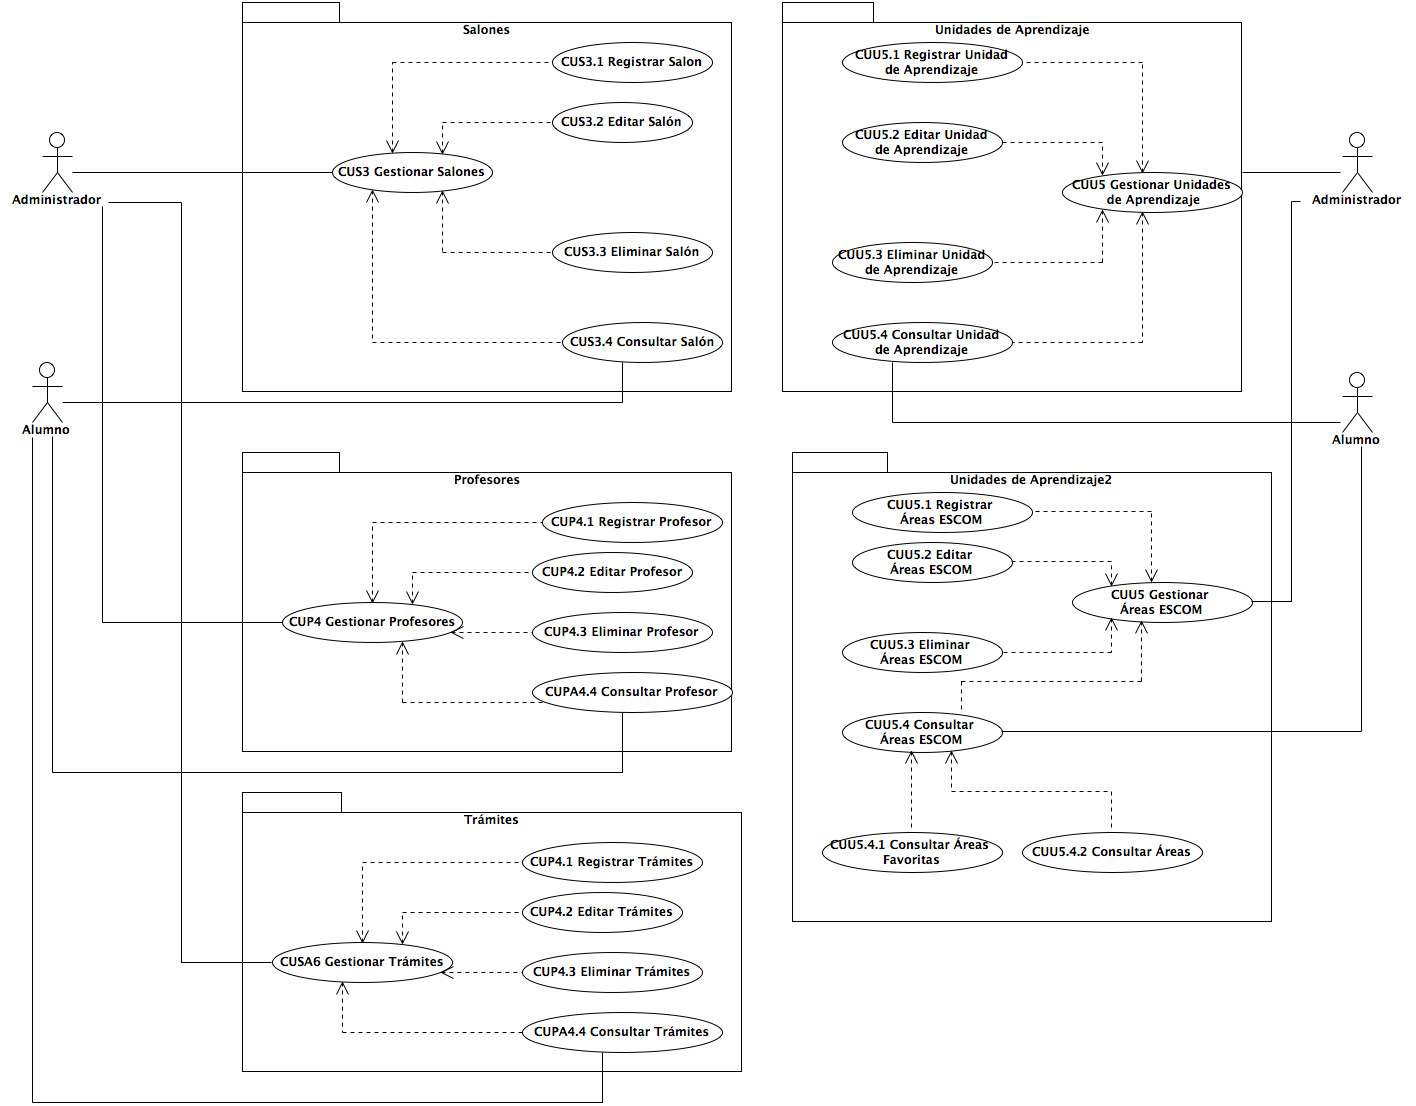 Salones
CUS3.1 Registrar Salon
CUS3.2 Editar Salón
CUS3 Gestionar Salones
CUS3.3 Eliminar Salón
CUS3.4 Consultar Salón
Administrador
Alumno
Profesores
CUP4.1 Registrar Profesor
CUP4.2 Editar Profesor
CUP4 Gestionar Profesores
CUP4.3 Eliminar Profesor
CUPA4.4 Consultar Profesor
Trámites
CUP4.1 Registrar Trámites
CUP4.2 Editar Trámites
CUSA6 Gestionar Trámites
CUP4.3 Eliminar Trámites
CUPA4.4 Consultar Trámites
Unidades de Aprendizaje
CUU5.1 Registrar Unidad
de Aprendizaje
CUU5.2 Editar Unidad
de Aprendizaje
CUU5 Gestionar Unidades
de Aprendizaje
CUU5.3 Eliminar Unidad
de Aprendizaje
CUU5.4 Consultar Unidad
de Aprendizaje
Administrador
Alumno
Unidades de Aprendizaje2
CUU5.1 Registrar
Áreas ESCOM
CUU5.2 Editar
Áreas ESCOM
CUU5 Gestionar
Áreas ESCOM
CUU5.3 Eliminar
Áreas ESCOM
CUU5.4 Consultar
Áreas ESCOM
CUU5.4.1 Consultar Áreas
Favoritas
CUU5.4.2 Consultar Áreas